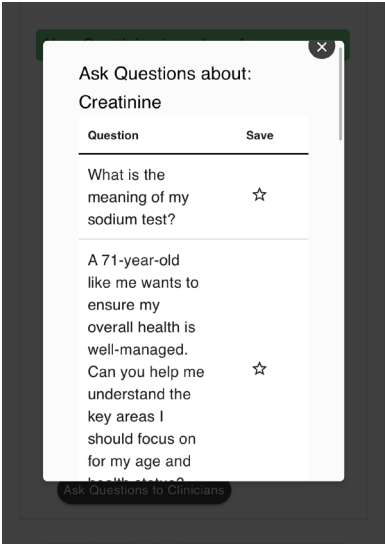 Ask Questions about:
Creatinine
Question Save
What is the
meaning of my
sodium test?
A 71-year-old
like me wants to
ensure my
overall health is
well-managed.
Can you help me
understand the
key areas I
should focus on
for my age and
health status?
Ask Questions to Clinicians